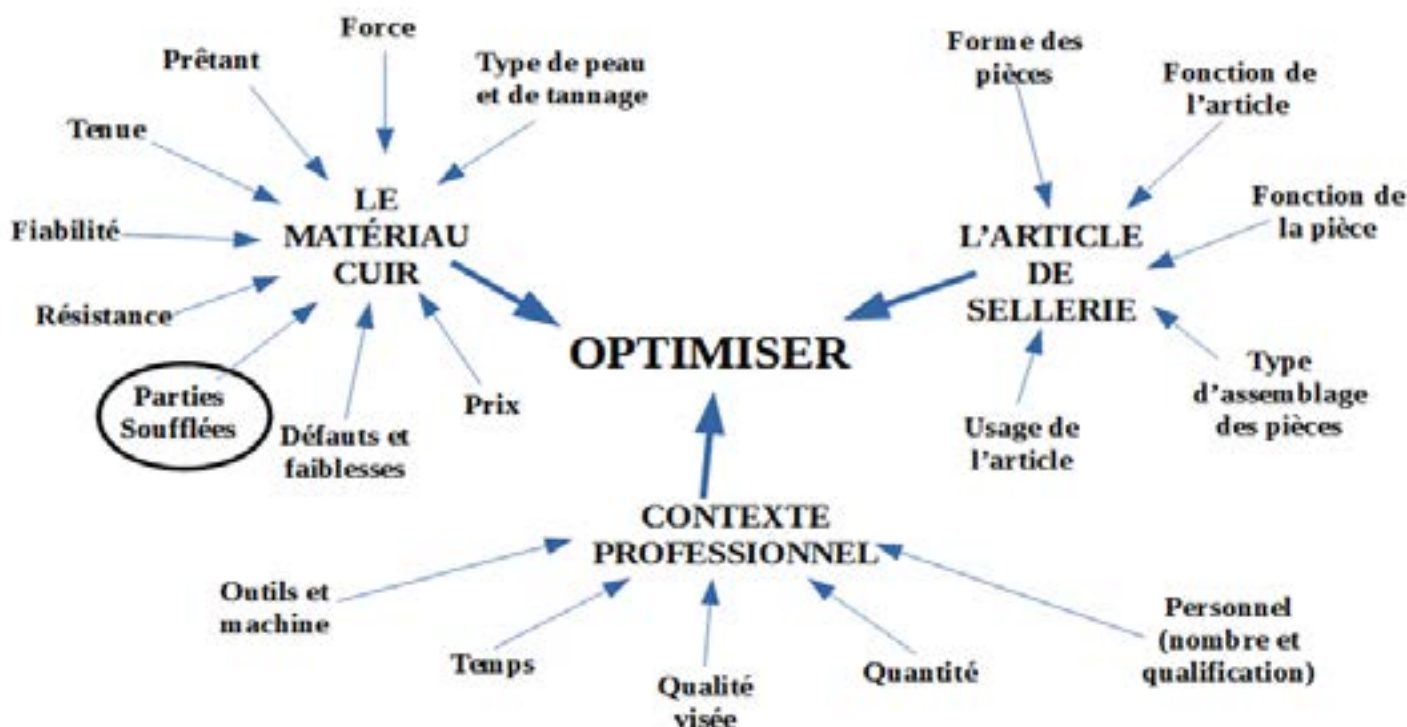 Force
Prêtant
Type de peau
et de tannage
Tenue
Fiabilité
Résistance
Parties
Soufflées
Défauts et
faiblesses
Prix
LE
MATÉRIAU
CUIR
Forme des
pièces
Fonction de
l'article
Fonction de
la pièce
L'ARTICLE
DE
SELLERIE
Type
d'assemblage
des pièces
Usage de
l'article
OPTIMISER
CONTEXTE
PROFESSIONNEL
Outils et
machine
Temps
Qualité
visée
Quantité
Personnel
(nombre et
qualification)